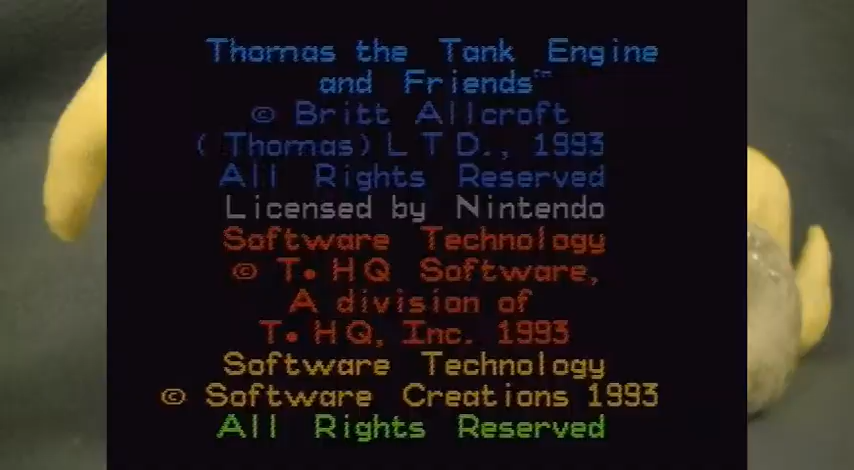 Thomas the Tank Engine
and Friends™
© Britt Allcroft
(Thomas) L T D., 1993
All Rights Reserved
Licensed by Nintendo
Software Technology
© T•HQ Software,
A division of
T•HQ, Inc. 1993
Software Technology
© Software Creations 1993
All Rights Reserved